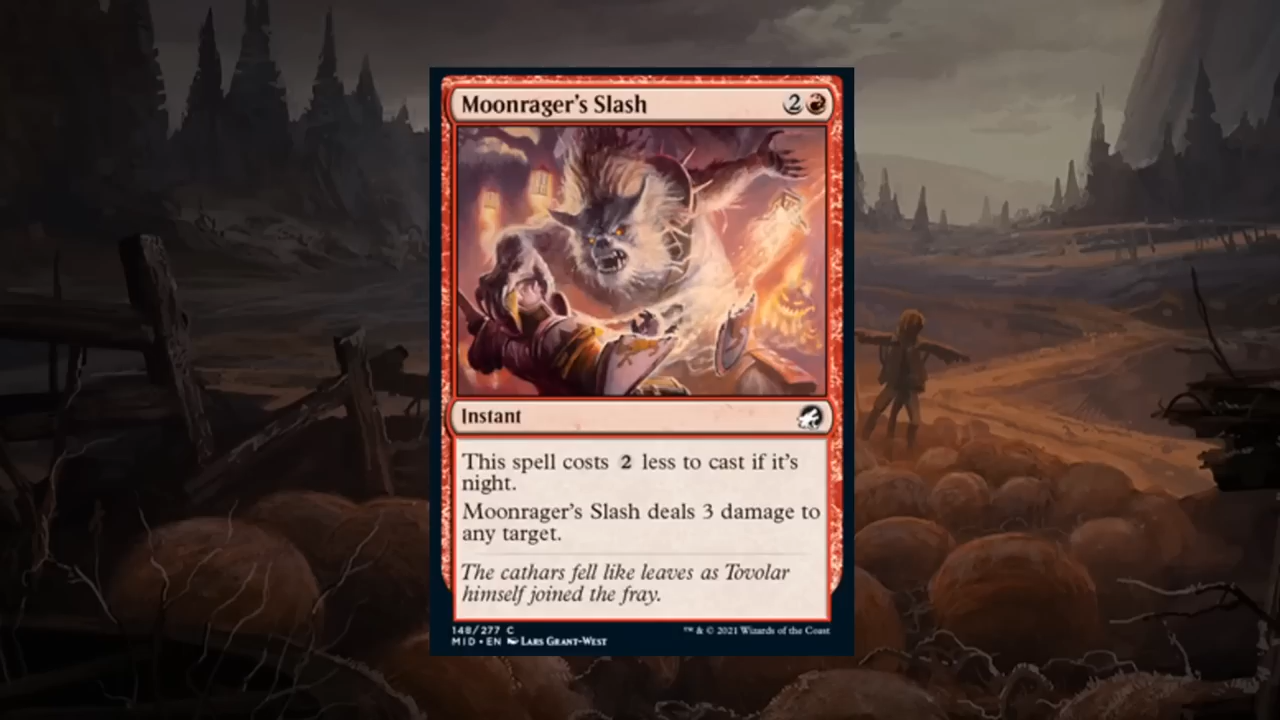 Moonrager's Slash 2
Instant
This spell costs 2 less to cast if it's
night.
Moonrager's Slash deals 3 damage to
any target.
The cathars fell like leaves as Tovolar
himself joined the fray.
148/277 C ™ & © 2021 Wizards of the Coast
MID • EN Lars Grant-West